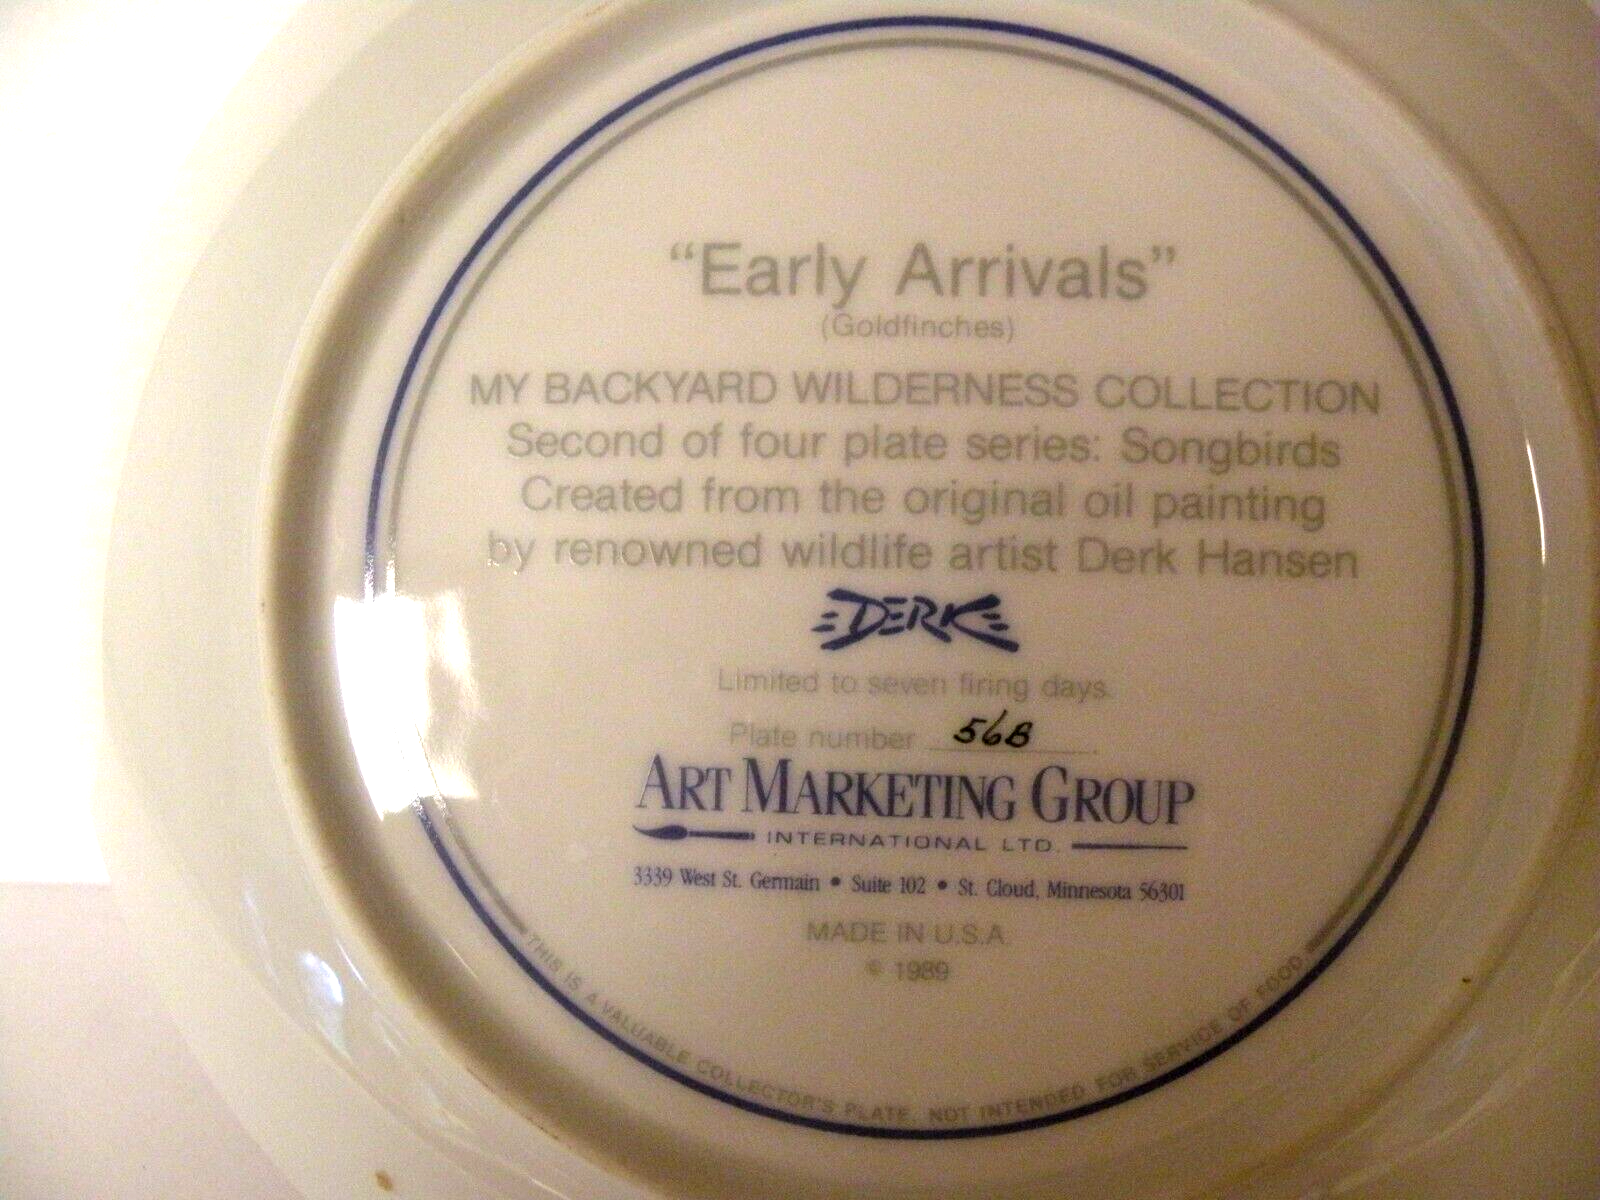 “Early Arrivals”
(Goldfinches)
MY BACKYARD WILDERNESS COLLECTION
Second of four plate series: Songbirds
Created from the original oil painting
by renowned wildlife artist Derk Hansen
DERK
Limited to seven firing days.
Plate number 56B
ART MARKETING GROUP
INTERNATIONAL LTD.
3339 West St. Germain • Suite 102 • St. Cloud, Minnesota 56301
MADE IN U.S.A.
© 1989
THIS IS A VALUABLE COLLECTOR'S PLATE. NOT INTENDED FOR SERVICE OF FOOD.